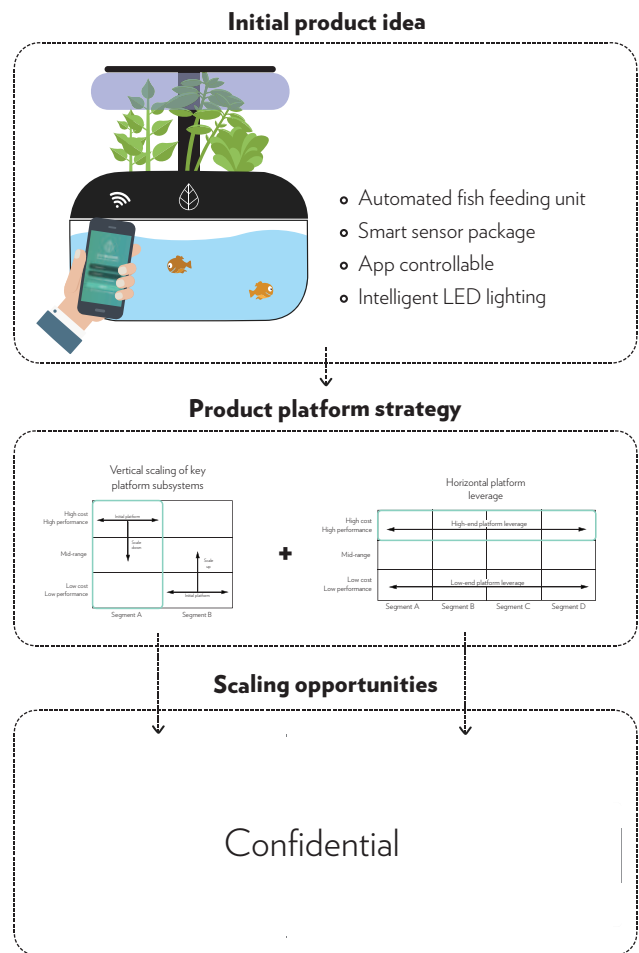 Initial product idea
Automated fish feeding unit
Smart sensor package
App controllable
Intelligent LED lighting
Product platform strategy
Vertical scaling of key
platform subsystems
High cost
High performance
Mid-range
Low cost
Low performance
Initial platform
Scale
down
Scale
up
Initial platform
Segment A
Segment B
+
Horizontal platform
leverage
High cost
High performance
Mid-range
Low cost
Low performance
High-end platform leverage
Low-end platform leverage
Segment A
Segment B
Segment C
Segment D
Scaling opportunities
Confidential